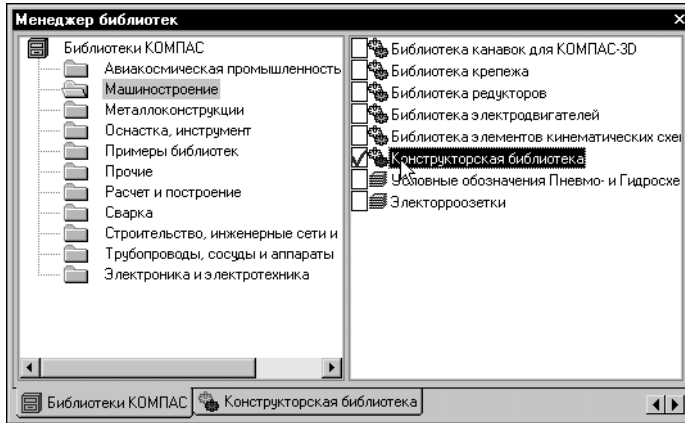 Менеджер библиотек
Библиотеки КОМПАС
Авиакосмическая промышленность
Машиностроение
Металлоконструкции
Оснастка, инструмент
Примеры библиотек
Прочие
Расчет и построение
Сварка
Строительство, инженерные сети и
Трубопроводы, сосуды и аппараты
Электроника и электротехника
Библиотека канавок для КОМПАС-3D
Библиотека крепежа
Библиотека редукторов
Библиотека электродвигателей
Библиотека элементов кинематических схем
Конструкторская библиотека
Условные обозначения Пневмо- и Гидросхе
Электорроозетки
Библиотеки КОМПАС
Конструкторская библиотека